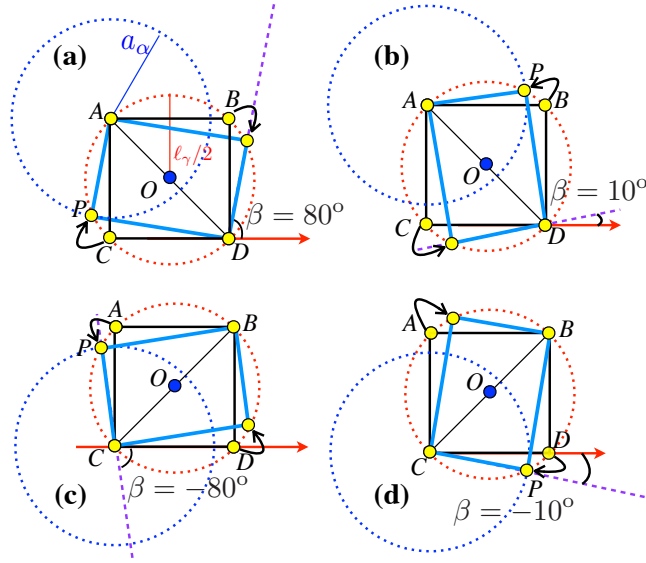 (a)
a_α
A
B
ℓ_γ/2
O
P
C
D
β = 80°
(b)
P
A
B
O
C
D
β = 10°
A
B
P
O
C
D
(c)
β = −80°
A
B
O
C
D
P
(d)
β = −10°